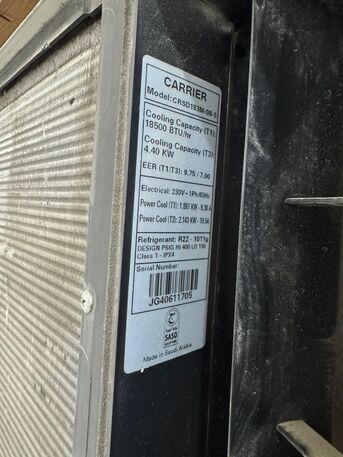 CARRIER
Model:CRSD183M-0B-S
Cooling Capacity (T1):
18500 BTU/hr
Cooling Capacity (T3):
4.40 KW
EER (T1/T3): 9.75 / 7.00
Electrical: 230V~1Ph/60Hz
Power Cool (T1): 1.897 KW - 9.30 A
Power Cool (T3): 2.143 KW - 10.5A
Refrigerant: R22 - 1011g
DESIGN PSIG HI 400 LO 150
Class 1 - IPX4
Serial Number:
JG40611705
SASO
Made in Saudi Arabia